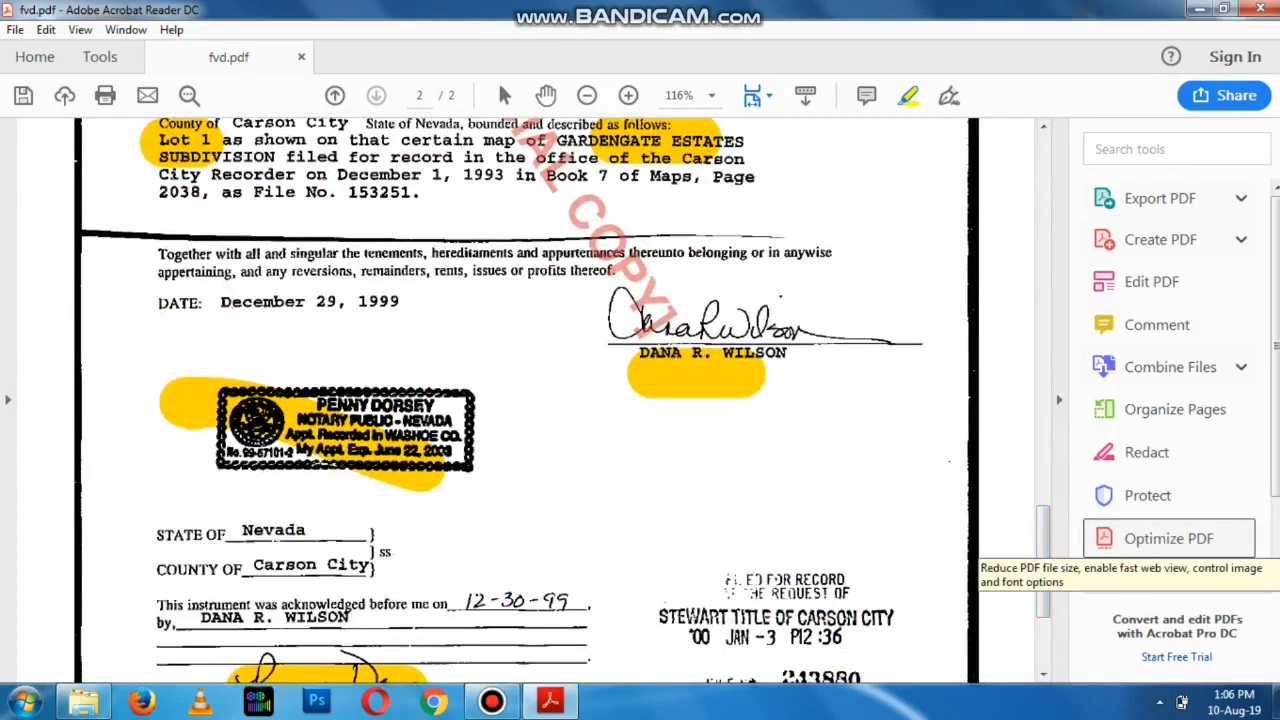 fvd.pdf - Adobe Acrobat Reader DC
www.BANDICAM.com
File Edit View Window Help
Home Tools fvd.pdf × Sign In
2 / 2 116% Share
County of Carson City State of Nevada, bounded and described as follows:
Lot 1 as shown on that certain map of GARDENGATE ESTATES
SUBDIVISION filed for record in the office of the Carson
City Recorder on December 1, 1993 in Book 7 of Maps, Page
2038, as File No. 153251.
COPY
Together with all and singular the tenements, hereditaments and appurtenances thereunto belonging or in anywise
appertaining, and any reversions, remainders, rents, issues or profits thereof.
DATE: December 29, 1999
DANA R. WILSON
PENNY DORSEY
NOTARY PUBLIC - NEVADA
Appt. Recorded in WASHOE CO.
No. 99-57101-2 My Appt. Exp. June 22, 2003
STATE OF Nevada }
} ss
COUNTY OF Carson City }
This instrument was acknowledged before me on 12-30-99,
by, DANA R. WILSON
FILED FOR RECORD
THE REQUEST OF
STEWART TITLE OF CARSON CITY
'00 JAN -3 P12:36
243880
Search tools
Export PDF
Create PDF
Edit PDF
Comment
Combine Files
Organize Pages
Redact
Protect
Optimize PDF
Reduce PDF file size, enable fast web view, control image
and font options
Convert and edit PDFs
with Acrobat Pro DC
Start Free Trial
Ps
1:06 PM
10-Aug-19